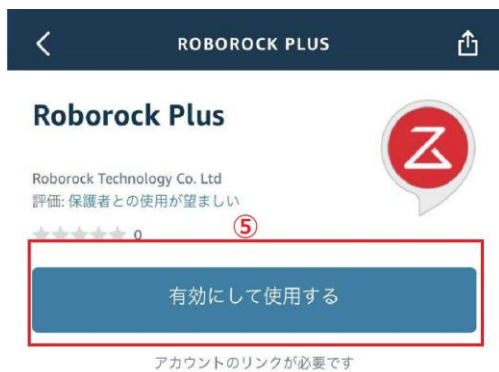 ROBOROCK PLUS
Roborock Plus
Roborock Technology Co. Ltd
評価: 保護者との使用が望ましい
0
⑤
有効にして使用する
アカウントのリンクが必要です